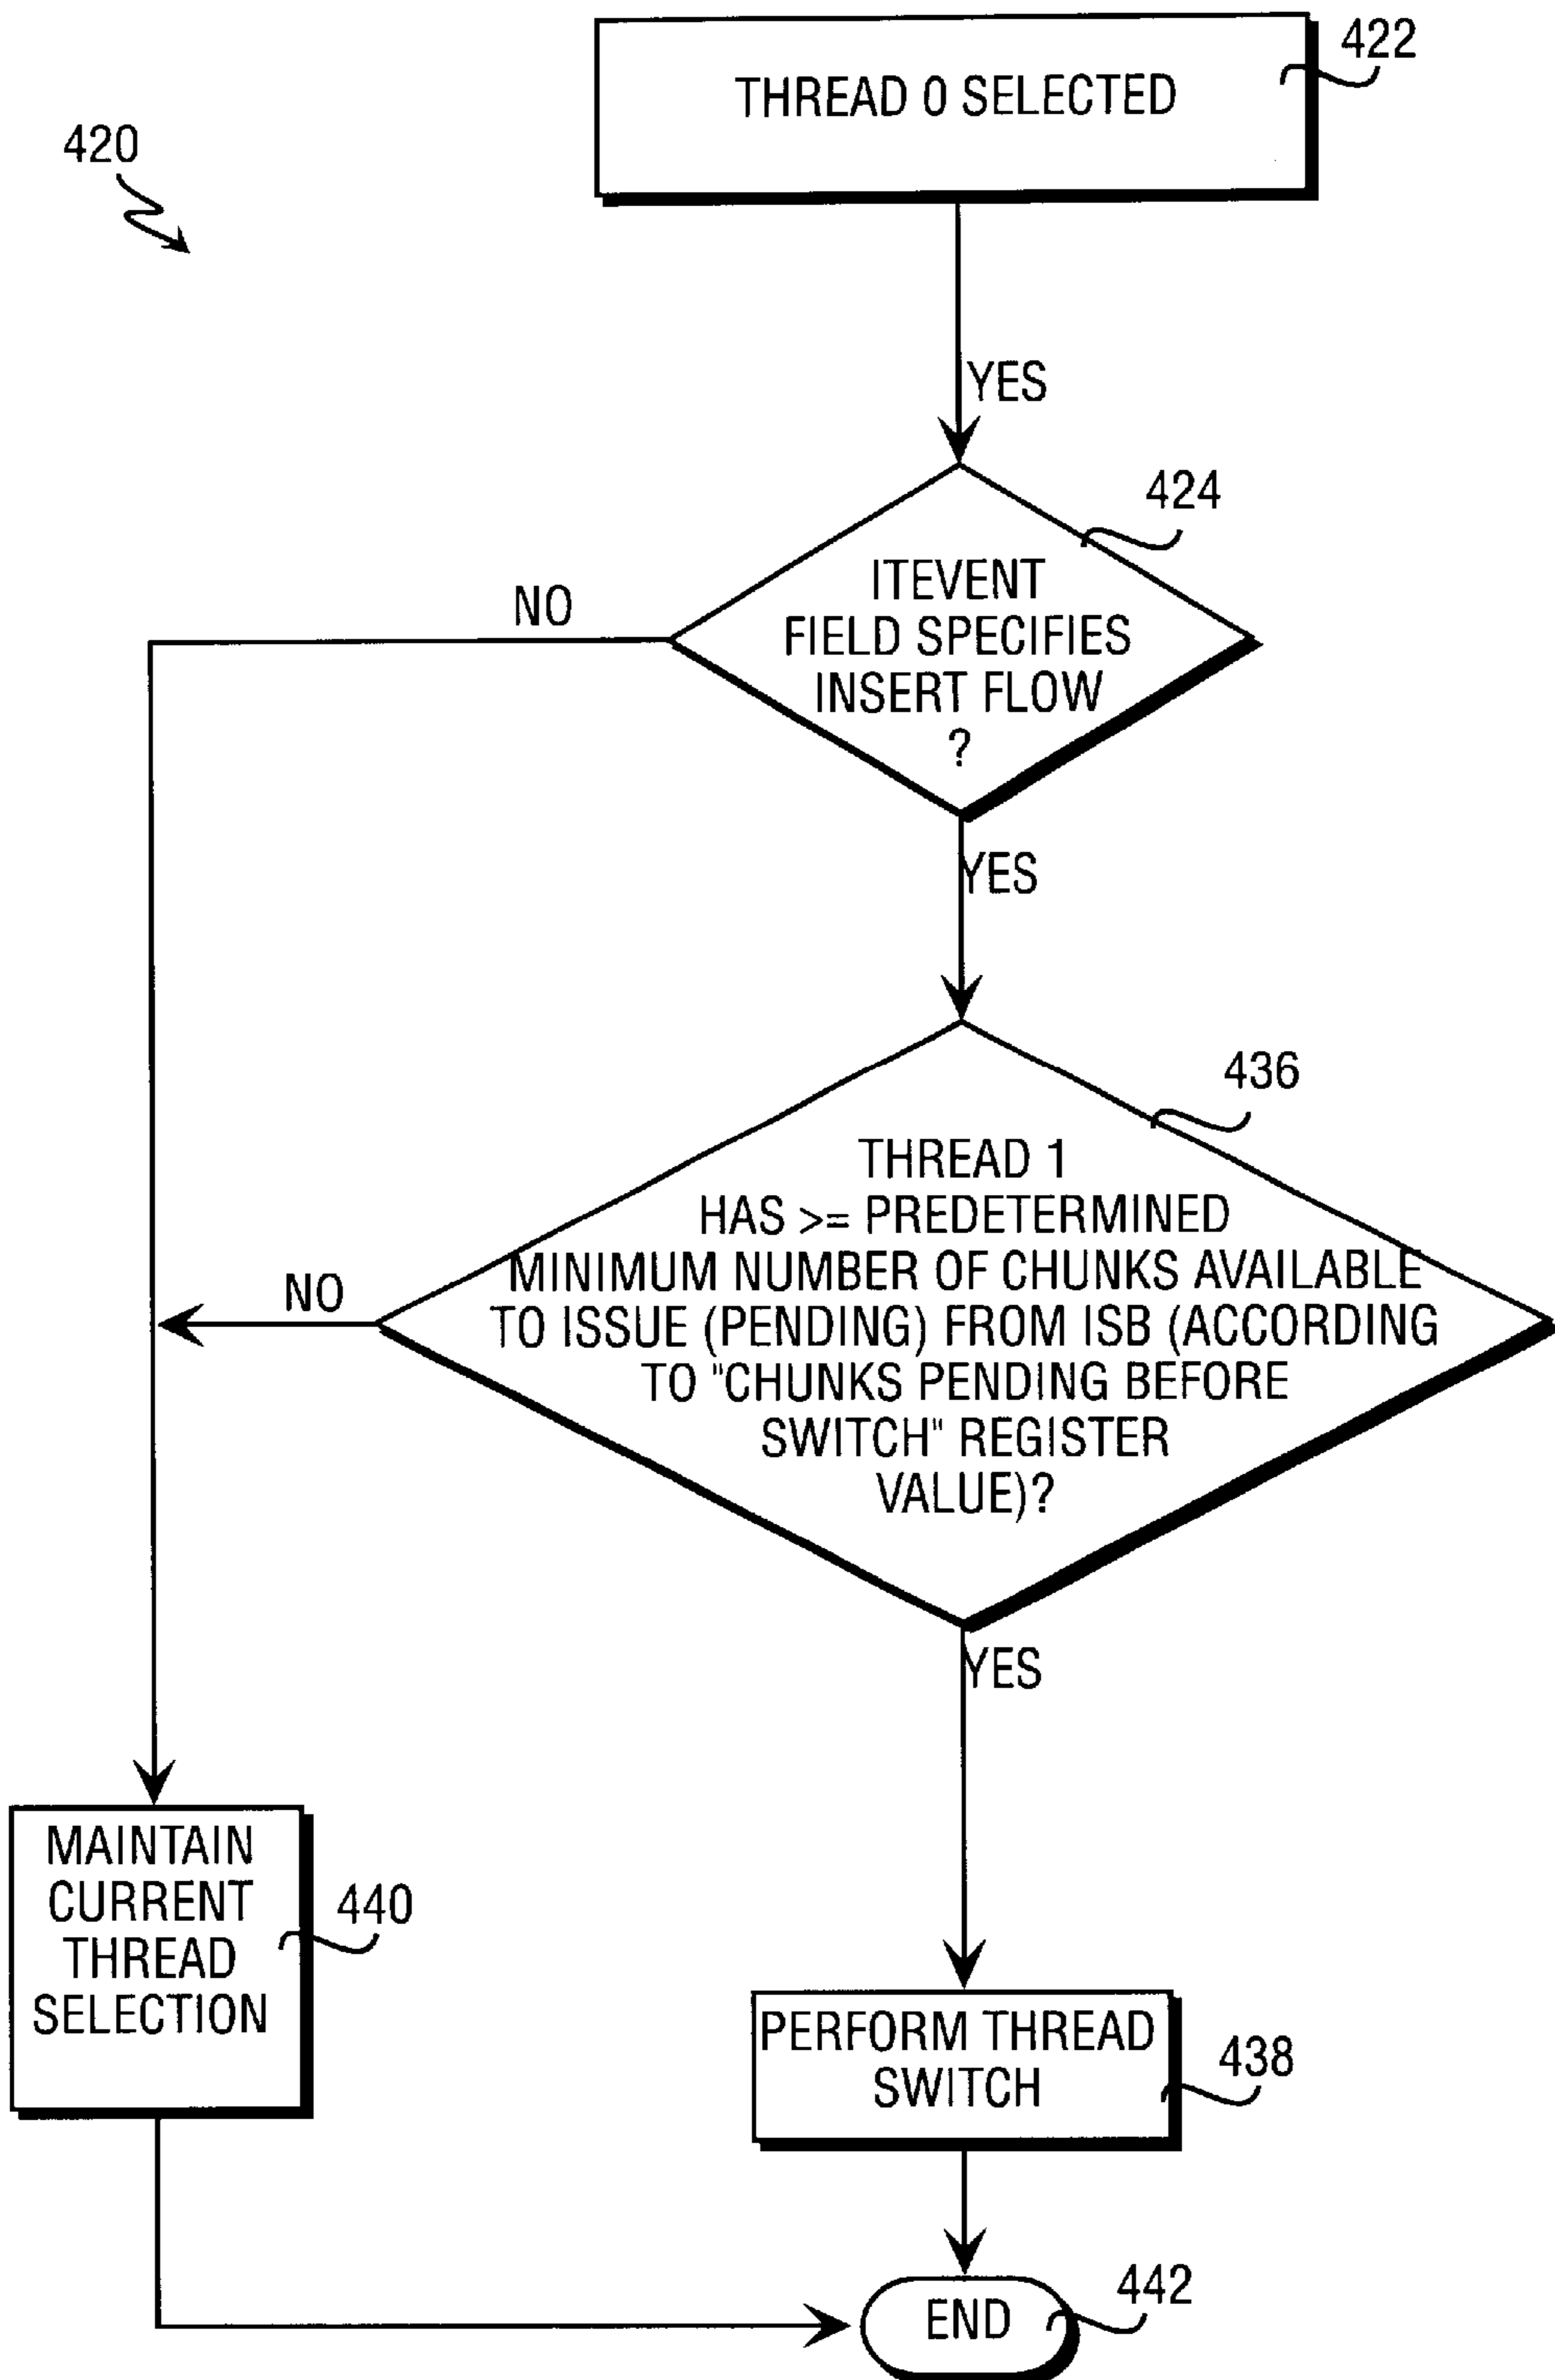 422
THREAD 0 SELECTED
420
YES
424
NO
ITEVENT
FIELD SPECIFIES
INSERT FLOW
?
YES
436
THREAD 1
HAS >= PREDETERMINED
MINIMUM NUMBER OF CHUNKS AVAILABLE
NO
TO ISSUE (PENDING) FROM ISB (ACCORDING
TO "CHUNKS PENDING BEFORE
SWITCH" REGISTER
VALUE)?
YES
MAINTAIN
CURRENT
THREAD
SELECTION
440
PERFORM THREAD
SWITCH
438
442
END